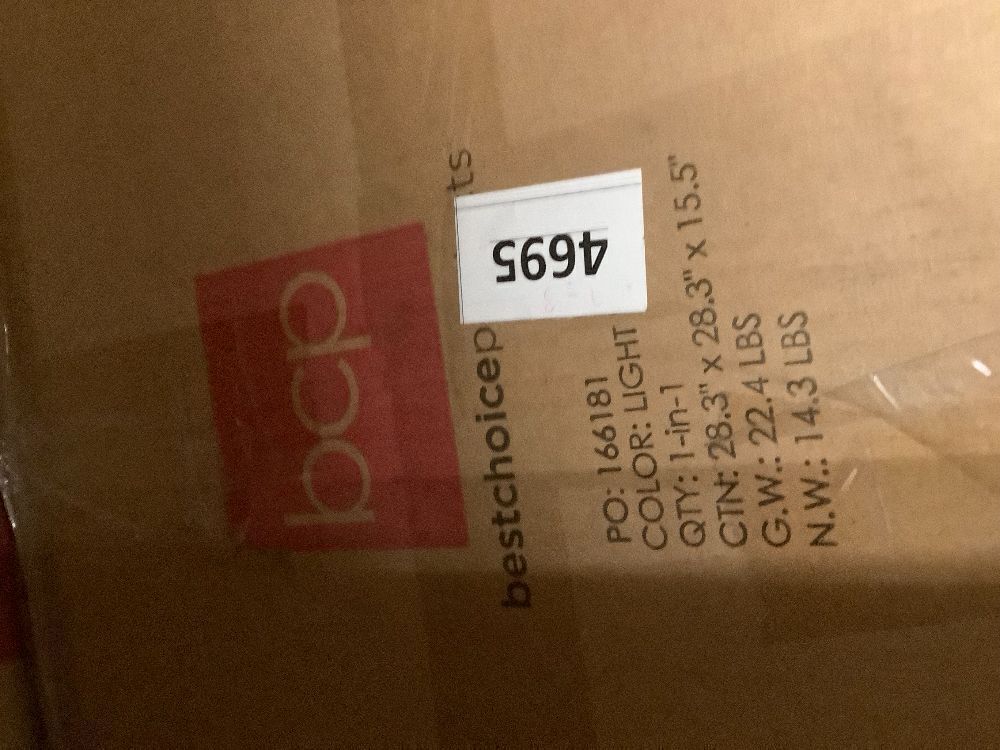 bcp
bestchoicep ts
4695
PO: 166181
COLOR: LIGHT
QTY: 1-in-1
CTN: 28.3" x 28.3" x 15.5"
G.W.: 22.4 LBS
N.W.: 14.3 LBS